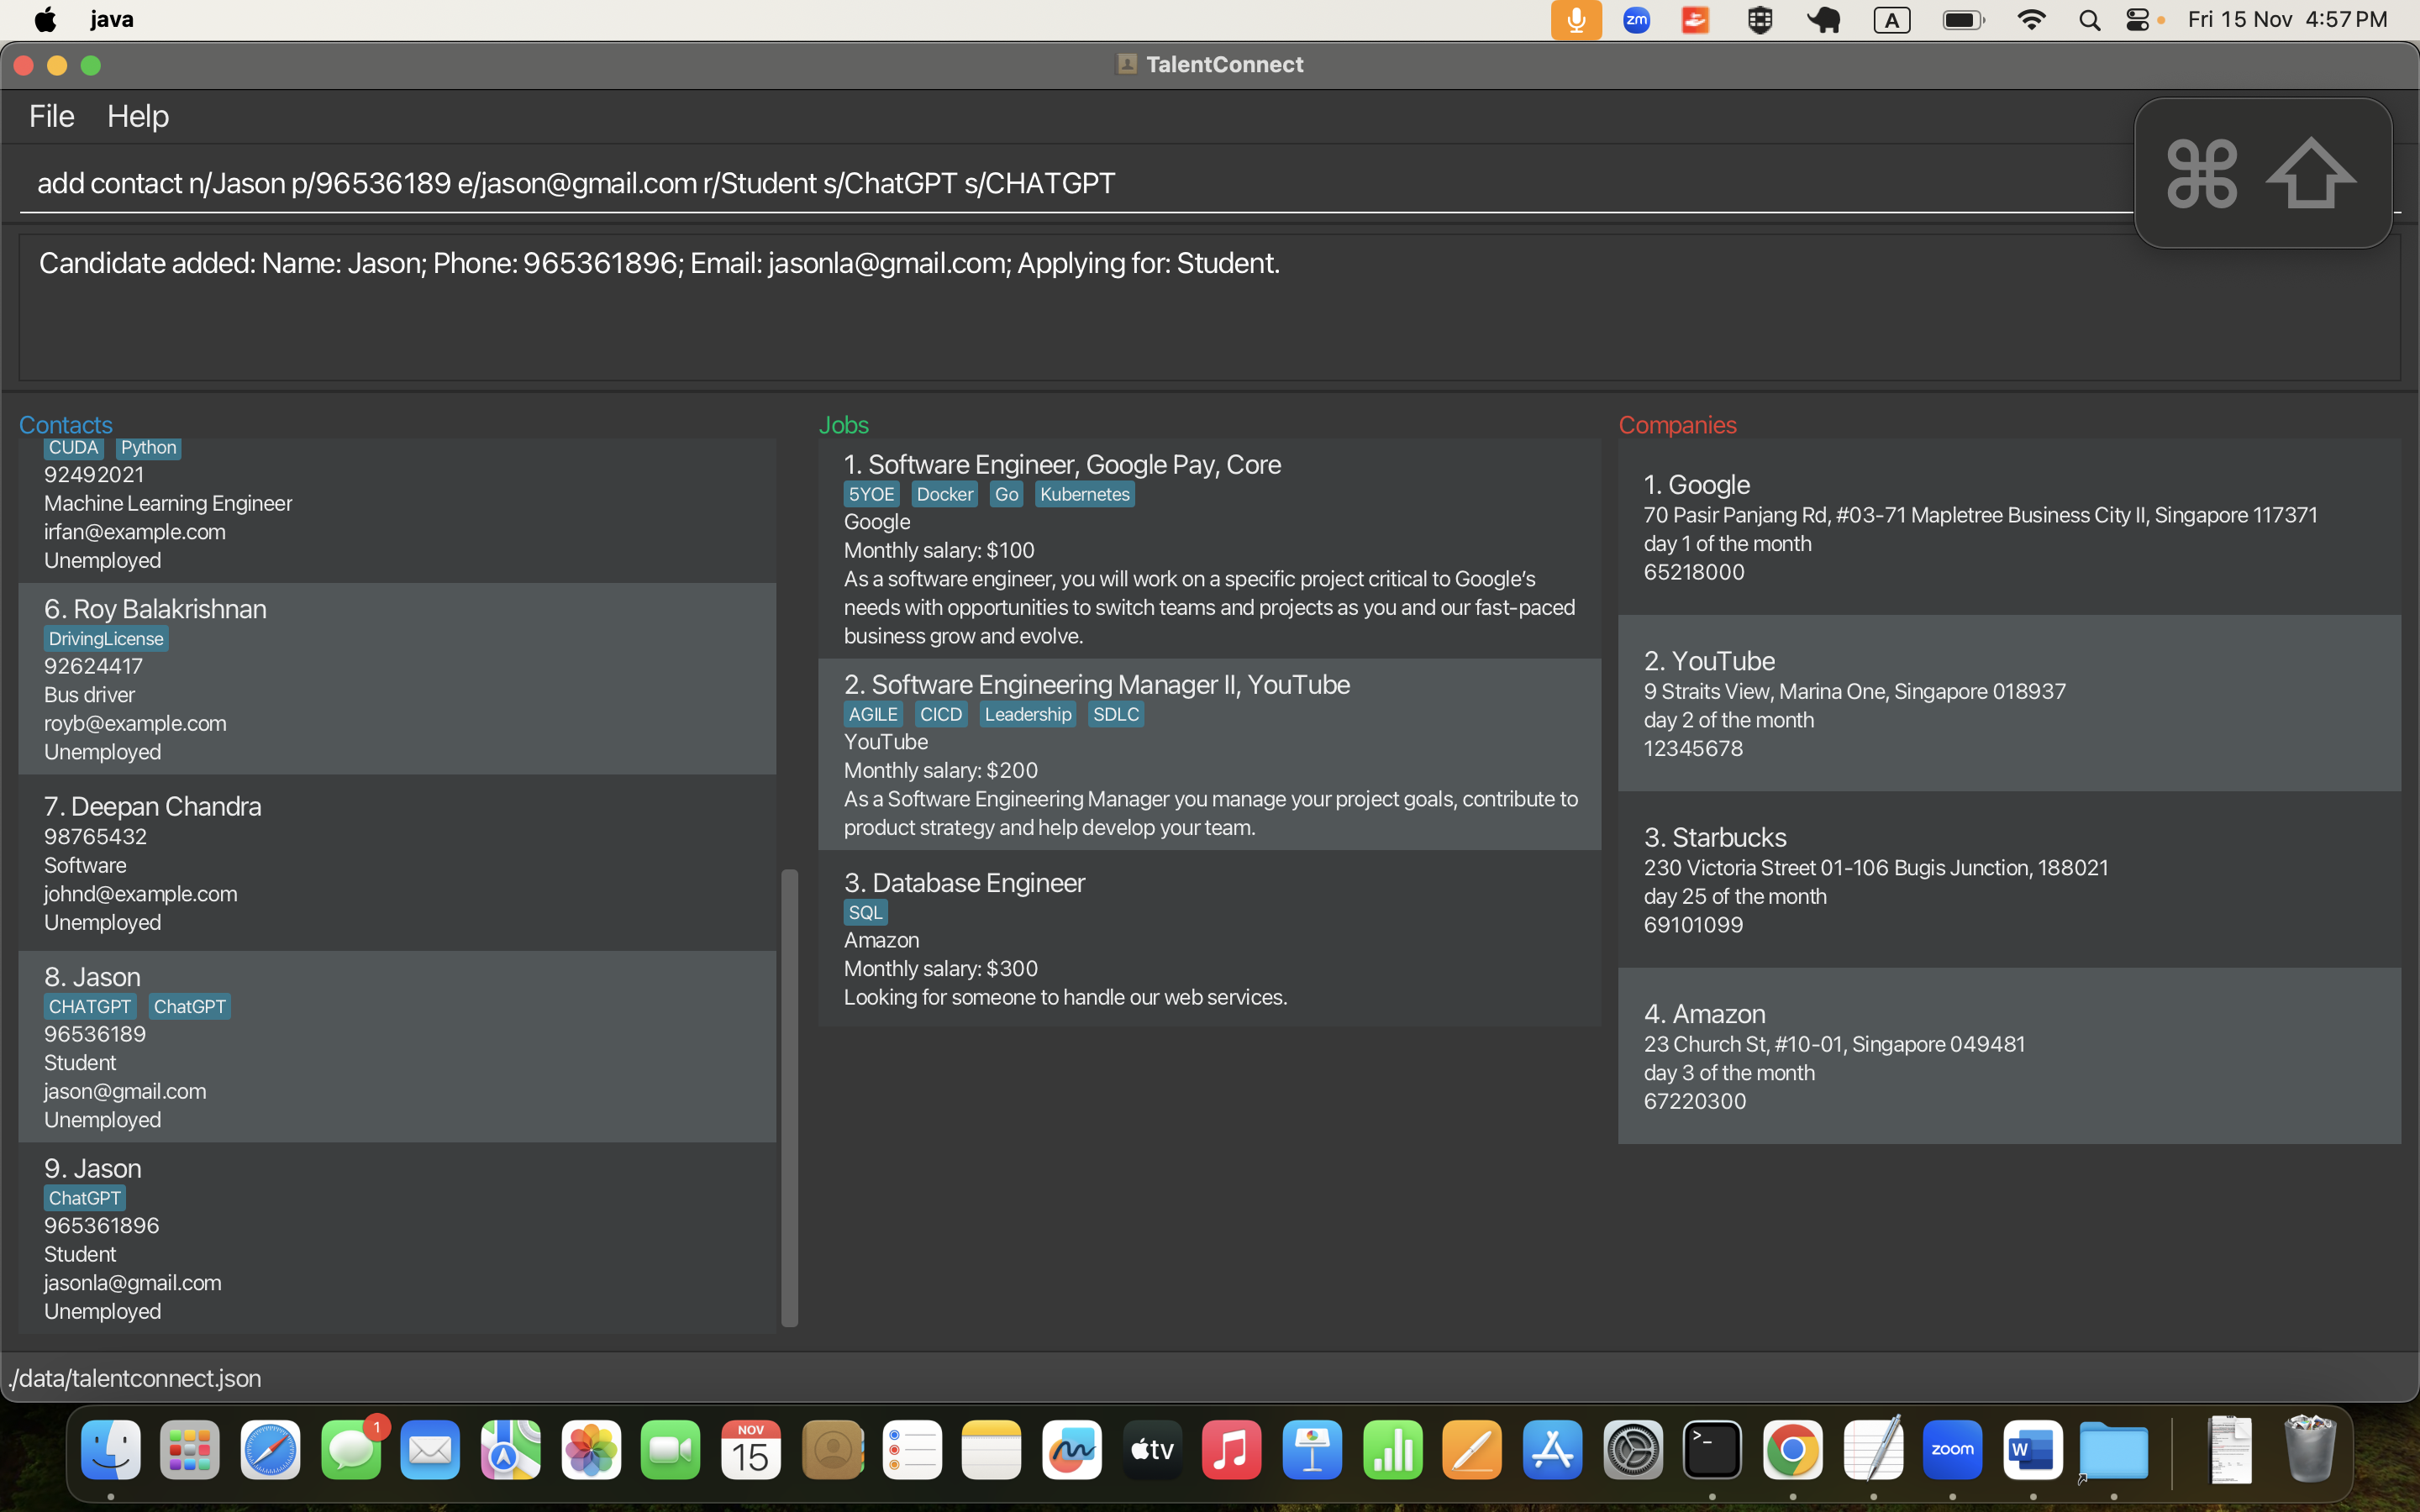 java
zm
A
Fri 15 Nov 4:57 PM
TalentConnect
File Help
add contact n/Jason p/96536189 e/jason@gmail.com r/Student s/ChatGPT s/CHATGPT
Candidate added: Name: Jason; Phone: 965361896; Email: jasonla@gmail.com; Applying for: Student.
Contacts
CUDA Python
92492021
Machine Learning Engineer
irfan@example.com
Unemployed
6. Roy Balakrishnan
DrivingLicense
92624417
Bus driver
royb@example.com
Unemployed
7. Deepan Chandra
98765432
Software
johnd@example.com
Unemployed
8. Jason
CHATGPT ChatGPT
96536189
Student
jason@gmail.com
Unemployed
9. Jason
ChatGPT
965361896
Student
jasonla@gmail.com
Unemployed
Jobs
1. Software Engineer, Google Pay, Core
5YOE Docker Go Kubernetes
Google
Monthly salary: $100
As a software engineer, you will work on a specific project critical to Google's
needs with opportunities to switch teams and projects as you and our fast-paced
business grow and evolve.
2. Software Engineering Manager II, YouTube
AGILE CICD Leadership SDLC
YouTube
Monthly salary: $200
As a Software Engineering Manager you manage your project goals, contribute to
product strategy and help develop your team.
3. Database Engineer
SQL
Amazon
Monthly salary: $300
Looking for someone to handle our web services.
Companies
1. Google
70 Pasir Panjang Rd, #03-71 Mapletree Business City II, Singapore 117371
day 1 of the month
65218000
2. YouTube
9 Straits View, Marina One, Singapore 018937
day 2 of the month
12345678
3. Starbucks
230 Victoria Street 01-106 Bugis Junction, 188021
day 25 of the month
69101099
4. Amazon
23 Church St, #10-01, Singapore 049481
day 3 of the month
67220300
./data/talentconnect.json
1
NOV
15
tv
>_
zoom
W